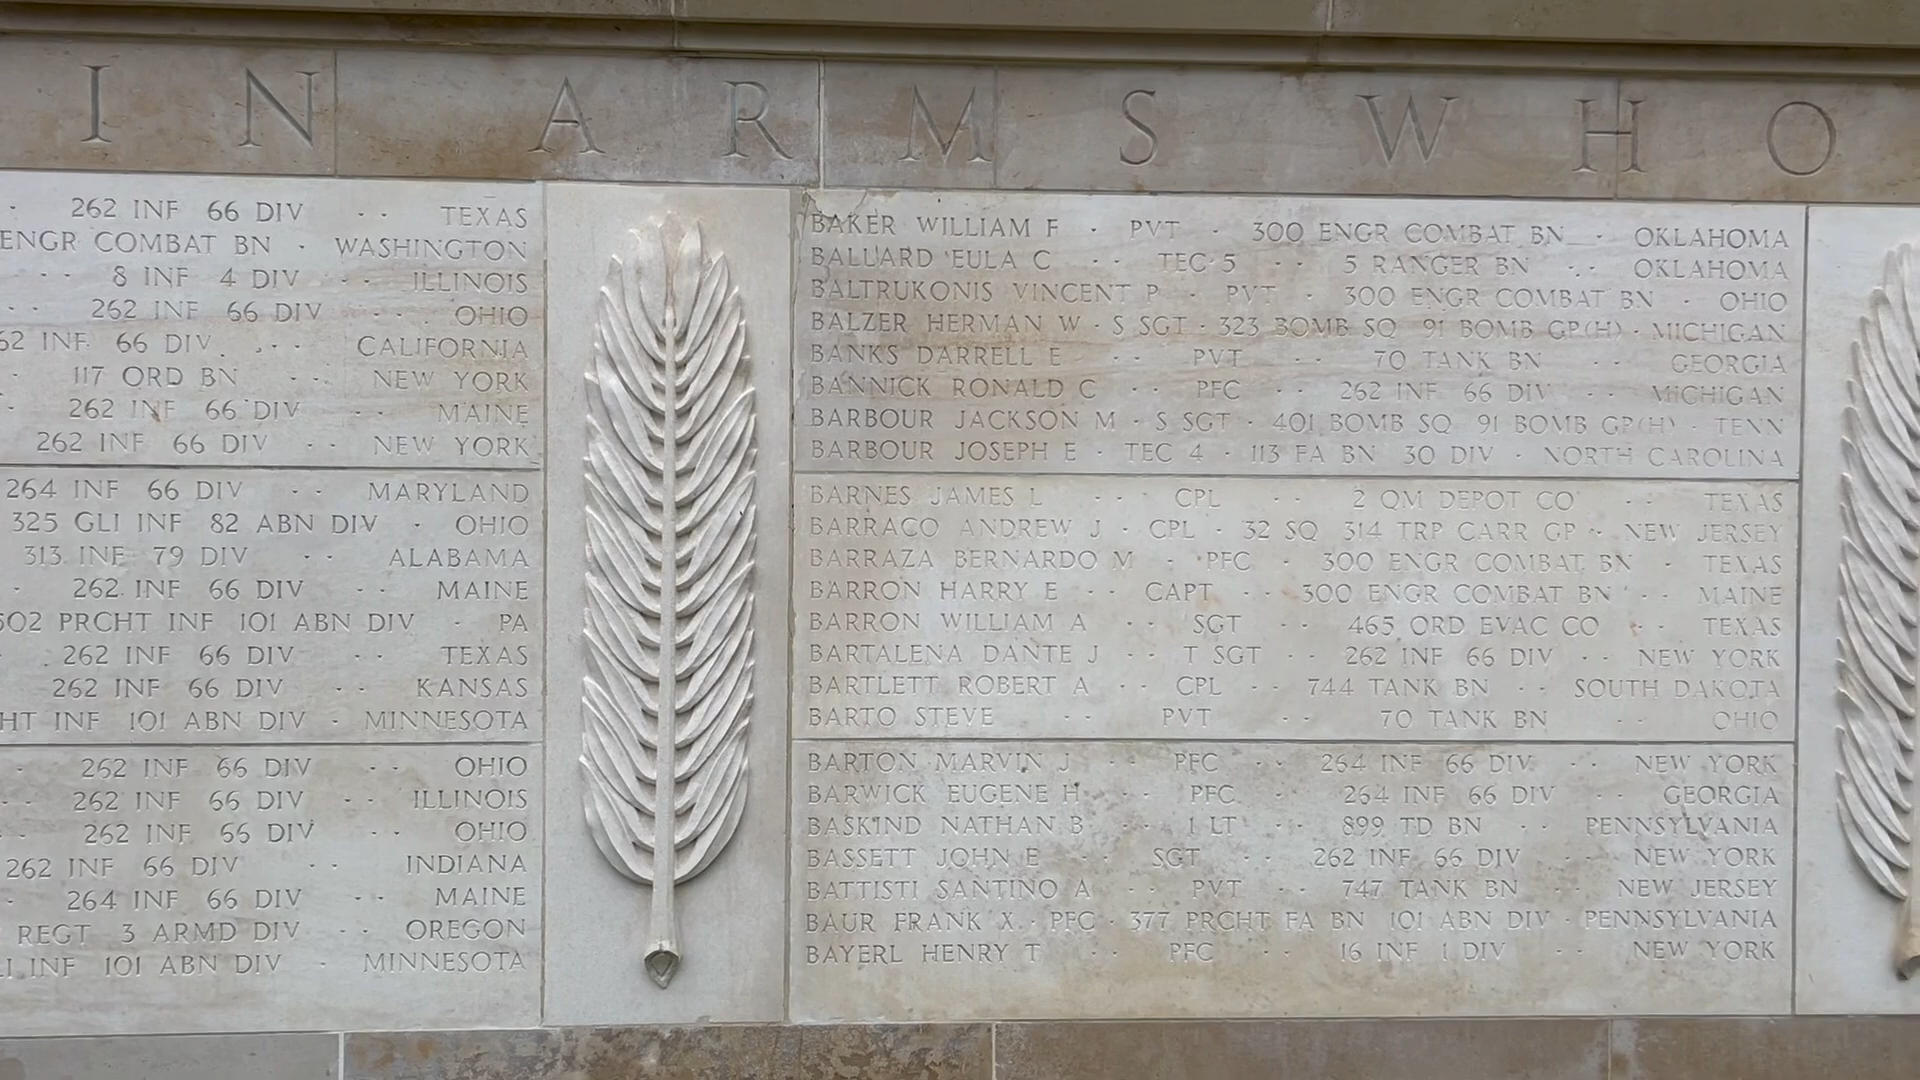 IN ARMS WHO
262 INF 66 DIV · · TEXAS
ENGR COMBAT BN · WASHINGTON
· · 8 INF 4 DIV · · ILLINOIS
262 INF 66 DIV · · OHIO
INF 66 DIV · · CALIFORNIA
· 117 ORD BN · · NEW YORK
· 262 INF 66 DIV · · MAINE
262 INF 66 DIV · · NEW YORK
264 INF 66 DIV · · MARYLAND
325 GLI INF 82 ABN DIV · OHIO
313 INF 79 DIV · · ALABAMA
· 262 INF 66 DIV · · MAINE
502 PRCHT INF 101 ABN DIV · PA
· 262 INF 66 DIV · · TEXAS
262 INF 66 DIV · · KANSAS
INF 101 ABN DIV · MINNESOTA
· 262 INF 66 DIV · · OHIO
· · 262 INF 66 DIV · · ILLINOIS
· · 262 INF 66 DIV · · OHIO
262 INF 66 DIV · · INDIANA
· 264 INF 66 DIV · · MAINE
REGT 3 ARMD DIV · · OREGON
INF 101 ABN DIV · · MINNESOTA
BAKER WILLIAM F · PVT · 300 ENGR COMBAT BN · OKLAHOMA
BALLARD EULA C · · TEC 5 · · 5 RANGER BN · · OKLAHOMA
BALTRUKONIS VINCENT P · PVT · 300 ENGR COMBAT BN · OHIO
BALZER HERMAN W · S SGT · 323 BOMB SQ 91 BOMB GP(H) · MICHIGAN
BANKS DARRELL E · · PVT · · 70 TANK BN · · GEORGIA
BANNICK RONALD C · · PFC · · 262 INF 66 DIV · · MICHIGAN
BARBOUR JACKSON M · S SGT · 401 BOMB SQ 91 BOMB GP(H) · TENN
BARBOUR JOSEPH E · TEC 4 · 113 FA BN 30 DIV · NORTH CAROLINA
BARNES JAMES L · · CPL · · 2 QM DEPOT CO · · TEXAS
BARRACO ANDREW J · CPL · 32 SQ 314 TRP CARR GP · NEW JERSEY
BARRAZA BERNARDO M · PFC · 300 ENGR COMBAT BN · TEXAS
BARRON HARRY E · · CAPT · · 300 ENGR COMBAT BN · · MAINE
BARRON WILLIAM A · · SGT · · 465 ORD EVAC CO · · TEXAS
BARTALENA DANTE J · · T SGT · · 262 INF 66 DIV · · NEW YORK
BARTLETT ROBERT A · · CPL · · 744 TANK BN · · SOUTH DAKOTA
BARTO STEVE · · PVT · · 70 TANK BN · · OHIO
BARTON MARVIN J · · PFC · · 264 INF 66 DIV · · NEW YORK
BARWICK EUGENE H · · PFC · · 264 INF 66 DIV · · GEORGIA
BASKIND NATHAN B · · 1 LT · · 899 TD BN · · PENNSYLVANIA
BASSETT JOHN E · · SGT · · 262 INF 66 DIV · · NEW YORK
BATTISTI SANTINO A · · PVT · · 747 TANK BN · · NEW JERSEY
BAUR FRANK X · PFC · 377 PRCHT FA BN 101 ABN DIV · PENNSYLVANIA
BAYERL HENRY T · · PFC · · 16 INF 1 DIV · · NEW YORK